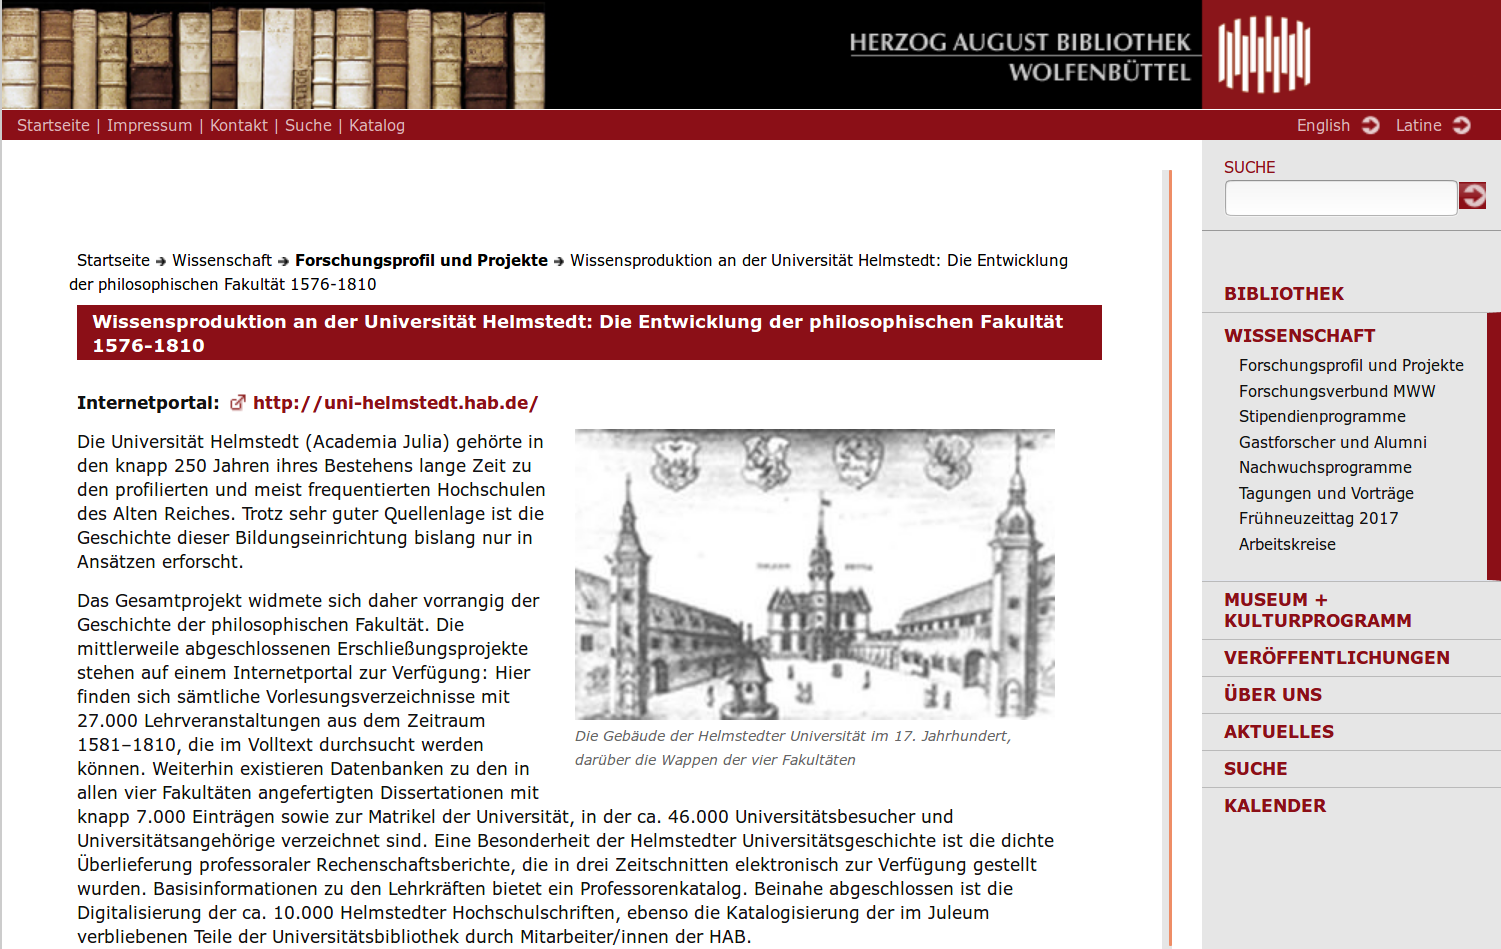 HERZOG AUGUST BIBLIOTHEK
WOLFENBÜTTEL
Startseite | Impressum | Kontakt | Suche | Katalog
English Latine
Startseite Wissenschaft Forschungsprofil und Projekte Wissensproduktion an der Universität Helmstedt: Die Entwicklung
der philosophischen Fakultät 1576-1810
Wissensproduktion an der Universität Helmstedt: Die Entwicklung der philosophischen Fakultät
1576-1810
Internetportal: http://uni-helmstedt.hab.de/
Die Universität Helmstedt (Academia Julia) gehörte in
den knapp 250 Jahren ihres Bestehens lange Zeit zu
den profilierten und meist frequentierten Hochschulen
des Alten Reiches. Trotz sehr guter Quellenlage ist die
Geschichte dieser Bildungseinrichtung bislang nur in
Ansätzen erforscht.
Das Gesamtprojekt widmete sich daher vorrangig der
Geschichte der philosophischen Fakultät. Die
mittlerweile abgeschlossenen Erschließungsprojekte
stehen auf einem Internetportal zur Verfügung: Hier
finden sich sämtliche Vorlesungsverzeichnisse mit
27.000 Lehrveranstaltungen aus dem Zeitraum
1581–1810, die im Volltext durchsucht werden
können. Weiterhin existieren Datenbanken zu den in
allen vier Fakultäten angefertigten Dissertationen mit
knapp 7.000 Einträgen sowie zur Matrikel der Universität, in der ca. 46.000 Universitätsbesucher und
Universitätsangehörige verzeichnet sind. Eine Besonderheit der Helmstedter Universitätsgeschichte ist die dichte
Überlieferung professoraler Rechenschaftsberichte, die in drei Zeitschnitten elektronisch zur Verfügung gestellt
wurden. Basisinformationen zu den Lehrkräften bietet ein Professorenkatalog. Beinahe abgeschlossen ist die
Digitalisierung der ca. 10.000 Helmstedter Hochschulschriften, ebenso die Katalogisierung der im Juleum
verbliebenen Teile der Universitätsbibliothek durch Mitarbeiter/innen der HAB.
Die Gebäude der Helmstedter Universität im 17. Jahrhundert,
darüber die Wappen der vier Fakultäten
SUCHE
BIBLIOTHEK
WISSENSCHAFT
Forschungsprofil und Projekte
Forschungsverbund MWW
Stipendienprogramme
Gastforscher und Alumni
Nachwuchsprogramme
Tagungen und Vorträge
Frühneuzeittag 2017
Arbeitskreise
MUSEUM +
KULTURPROGRAMM
VERÖFFENTLICHUNGEN
ÜBER UNS
AKTUELLES
SUCHE
KALENDER